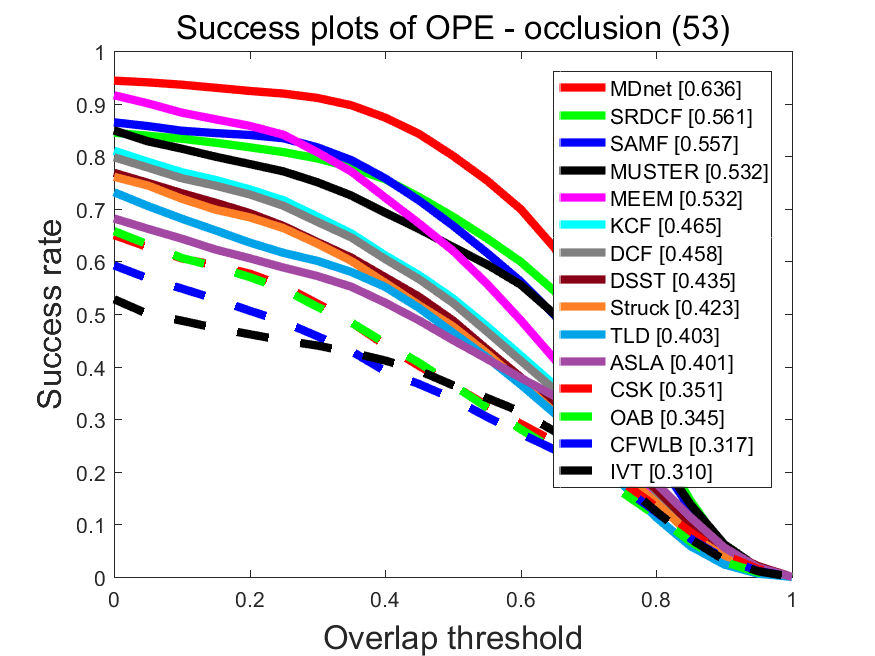 Success plots of OPE - occlusion (53)
1
0.9
0.8
0.7
0.6
0.5
0.4
0.3
0.2
0.1
0
Success rate
MDnet [0.636]
SRDCF [0.561]
SAMF [0.557]
MUSTER [0.532]
MEEM [0.532]
KCF [0.465]
DCF [0.458]
DSST [0.435]
Struck [0.423]
TLD [0.403]
ASLA [0.401]
CSK [0.351]
OAB [0.345]
CFWLB [0.317]
IVT [0.310]
0 0.2 0.4 0.6 0.8 1
Overlap threshold